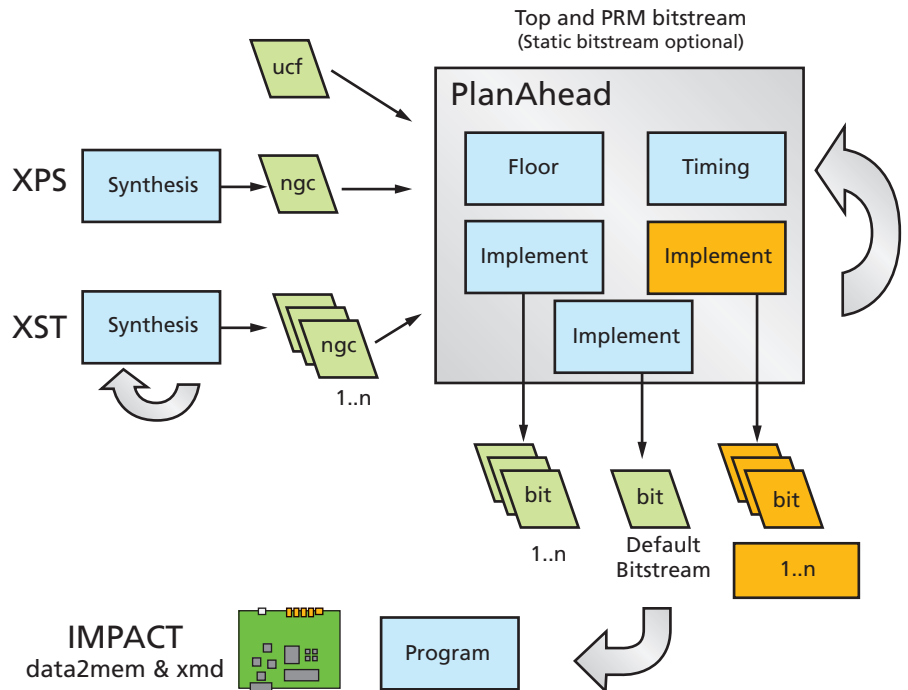 Top and PRM bitstream
(Static bitstream optional)
ucf
PlanAhead
XPS
Synthesis
ngc
Floor
Timing
Implement
Implement
XST
Synthesis
ngc
1..n
Implement
bit
bit
bit
1..n
Default
Bitstream
1..n
IMPACT
data2mem & xmd
Program